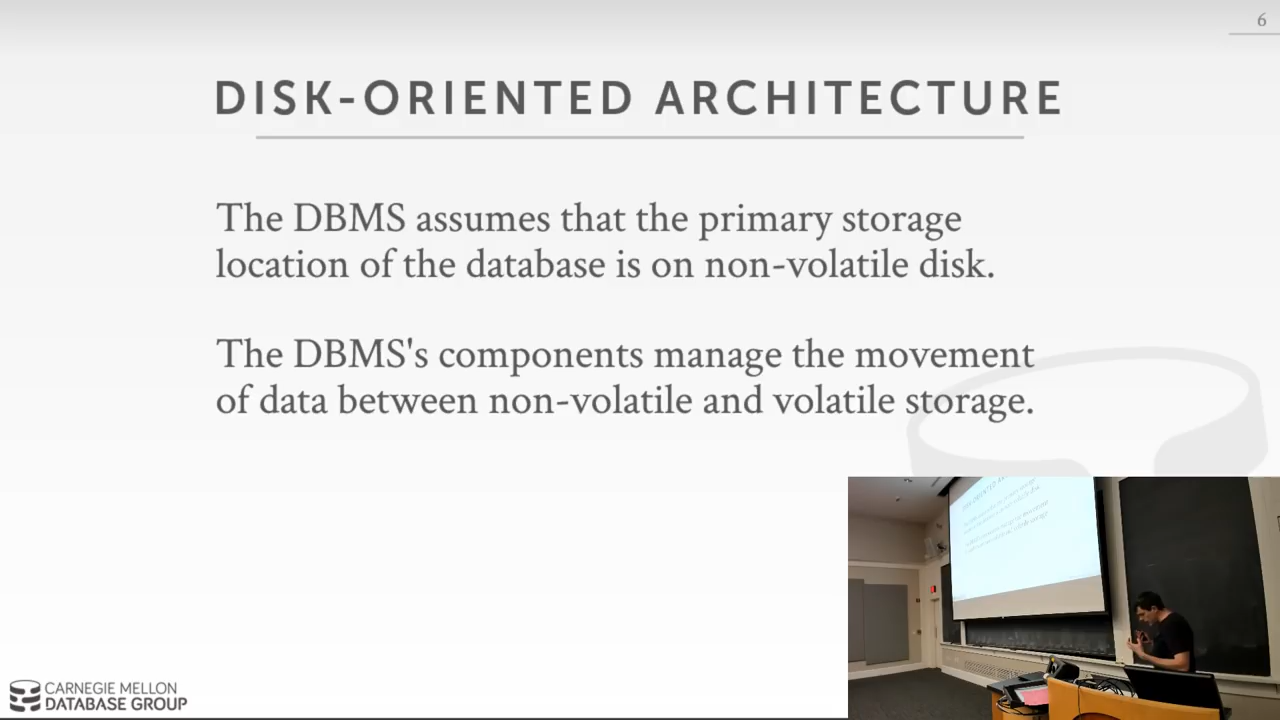 6
DISK-ORIENTED ARCHITECTURE
The DBMS assumes that the primary storage
location of the database is on non-volatile disk.
The DBMS's components manage the movement
of data between non-volatile and volatile storage.
CARNEGIE MELLON
DATABASE GROUP